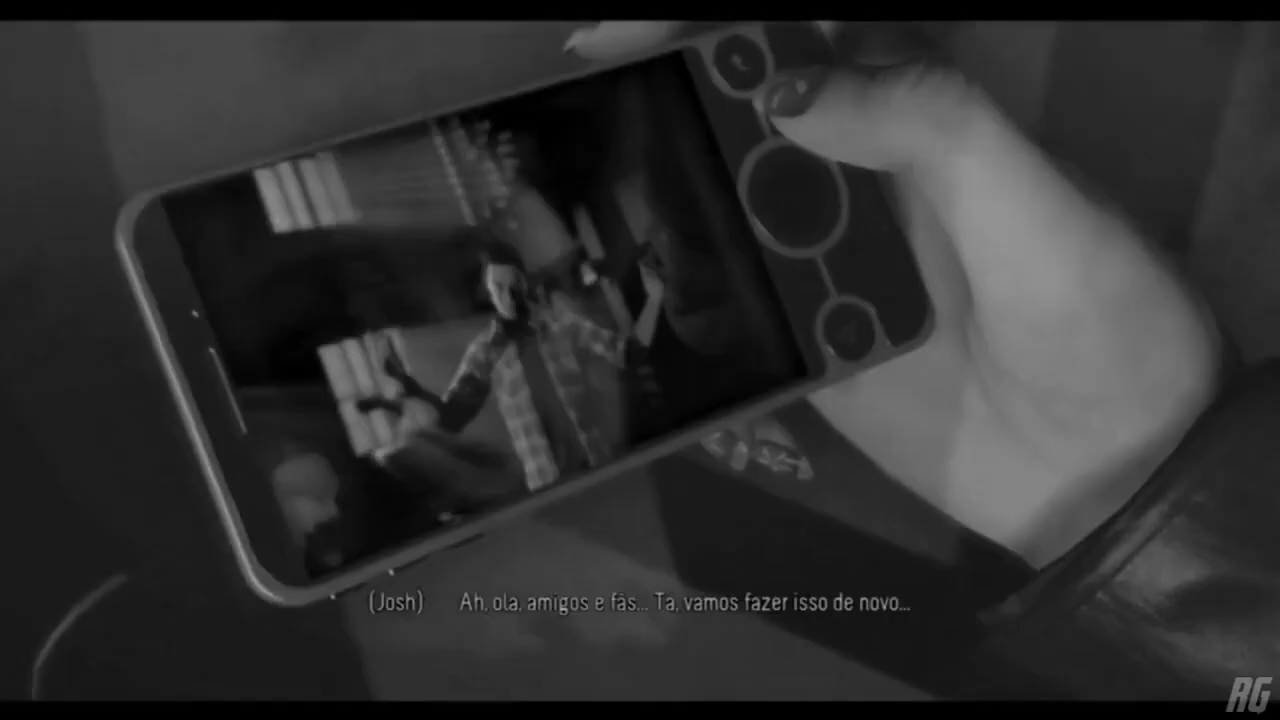 (Josh) Ah, ola, amigos e fãs... Ta, vamos fazer isso de novo...
RG